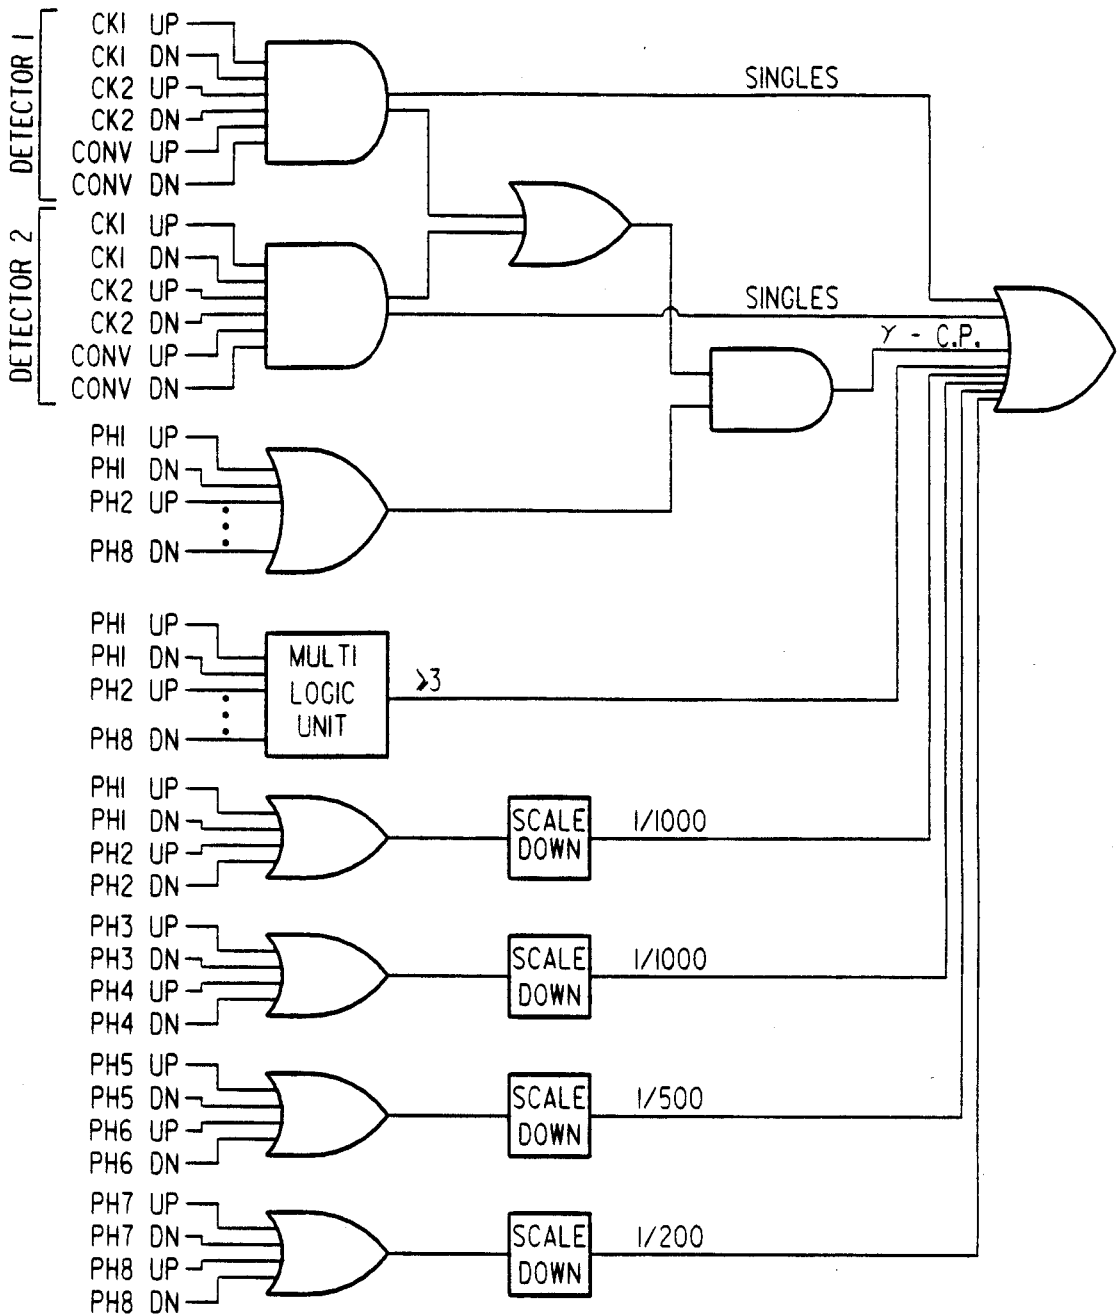 DETECTOR 1
CK1 UP
CK1 DN
CK2 UP
CK2 DN
CONV UP
CONV DN
SINGLES
DETECTOR 2
CK1 UP
CK1 DN
CK2 UP
CK2 DN
CONV UP
CONV DN
SINGLES
γ - C.P.
PH1 UP
PH1 DN
PH2 UP
PH8 DN
PH1 UP
PH1 DN
PH2 UP
PH8 DN
MULTI
LOGIC
UNIT
≥3
PH1 UP
PH1 DN
PH2 UP
PH2 DN
SCALE
DOWN
1/1000
PH3 UP
PH3 DN
PH4 UP
PH4 DN
SCALE
DOWN
1/1000
PH5 UP
PH5 DN
PH6 UP
PH6 DN
SCALE
DOWN
1/500
PH7 UP
PH7 DN
PH8 UP
PH8 DN
SCALE
DOWN
1/200